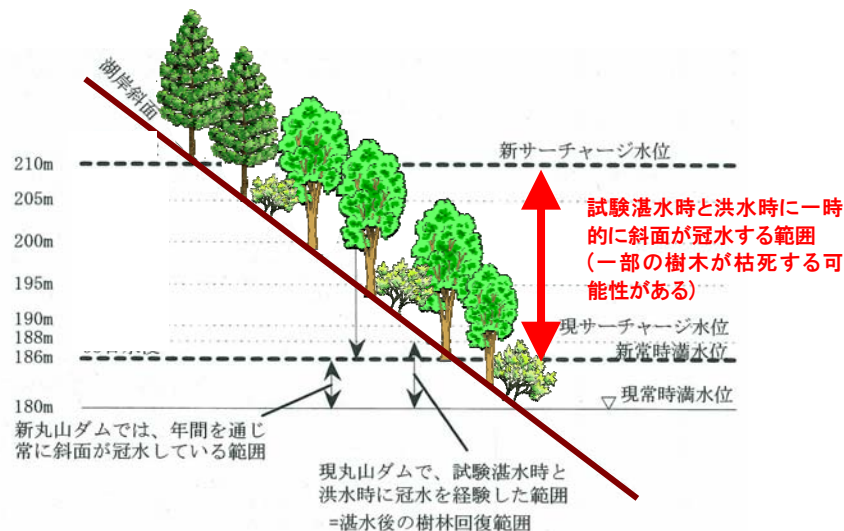 湖岸斜面
新サーチャージ水位
210m
205m
200m
195m
190m
188m
186m
180m
試験湛水時と洪水時に一時
的に斜面が冠水する範囲
(一部の樹木が枯死する可
能性がある)
現サーチャージ水位
新常時満水位
▽ 現常時満水位
新丸山ダムでは、年間を通じ
常に斜面が冠水している範囲
現丸山ダムで、試験湛水時と
洪水時に冠水を経験した範囲
=湛水後の樹林回復範囲